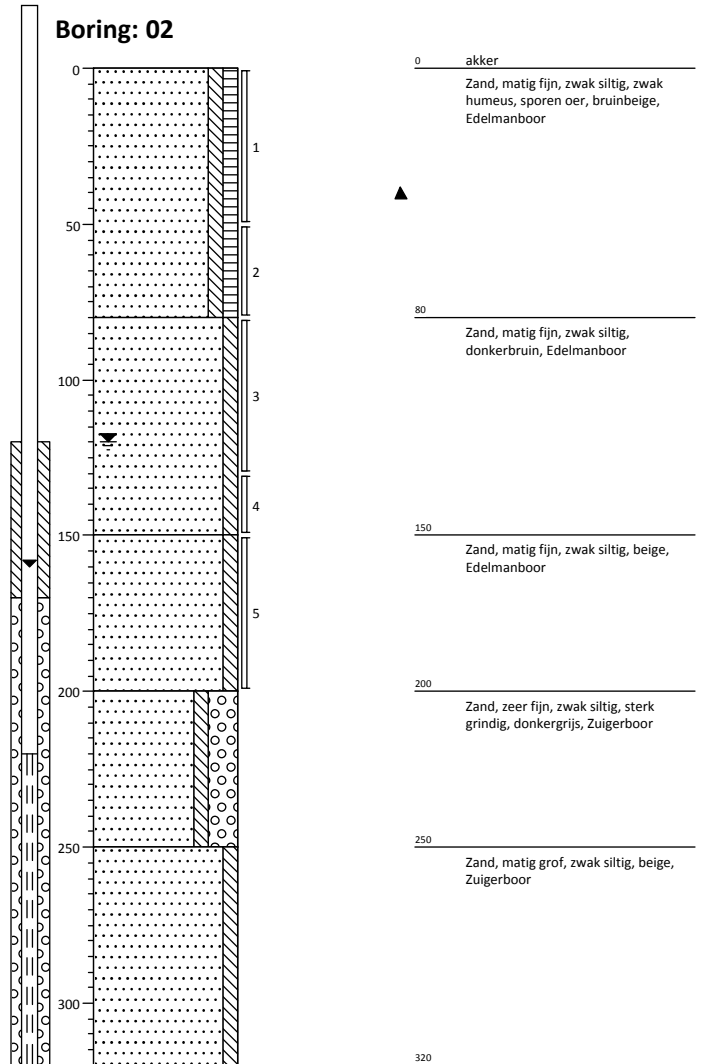 Boring: 02
0
50
100
150
200
250
300
1
2
3
4
5
0 akker
Zand, matig fijn, zwak siltig, zwak
humeus, sporen oer, bruinbeige,
Edelmanboor
80
Zand, matig fijn, zwak siltig,
donkerbruin, Edelmanboor
150
Zand, matig fijn, zwak siltig, beige,
Edelmanboor
200
Zand, zeer fijn, zwak siltig, sterk
grindig, donkergrijs, Zuigerboor
250
Zand, matig grof, zwak siltig, beige,
Zuigerboor
320